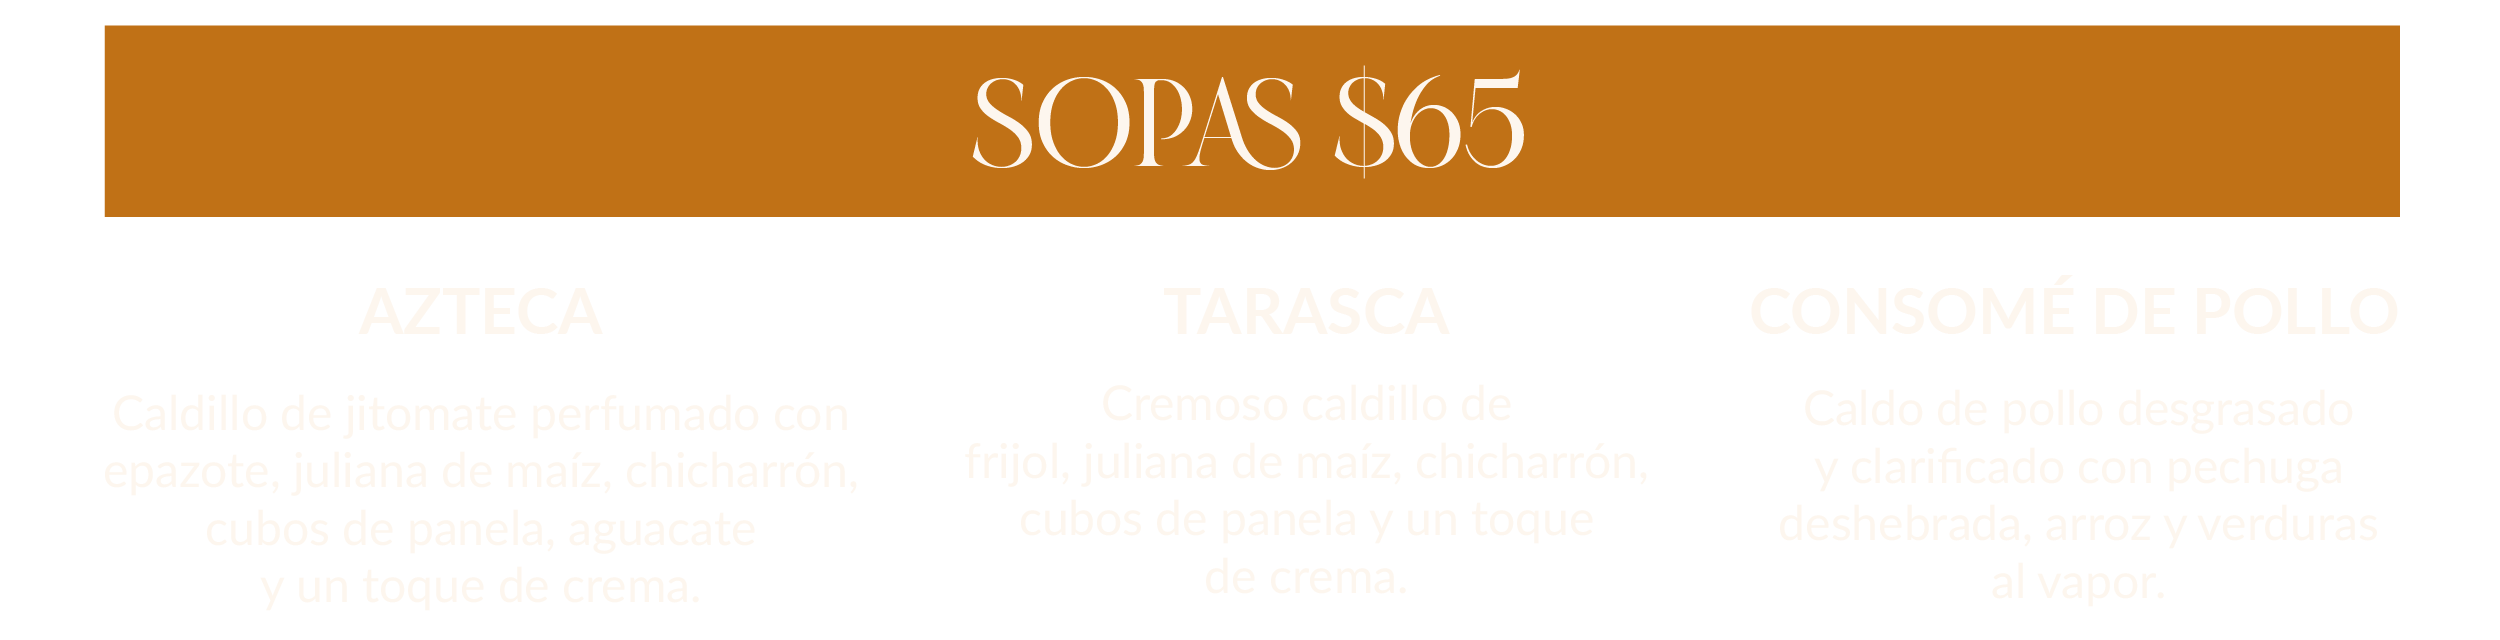 SOPAS $65
AZTECA
Caldillo de jitomate perfumado con
epazote, juliana de maíz, chicharrón,
cubos de panela, aguacate
y un toque de crema.
TARASCA
Cremoso caldillo de
frijol, juliana de maíz, chicharrón,
cubos de panela y un toque
de crema.
CONSOMÉ DE POLLO
Caldo de pollo desgrasado
y clarificado con pechuga
deshebrada, arroz y verduras
al vapor.